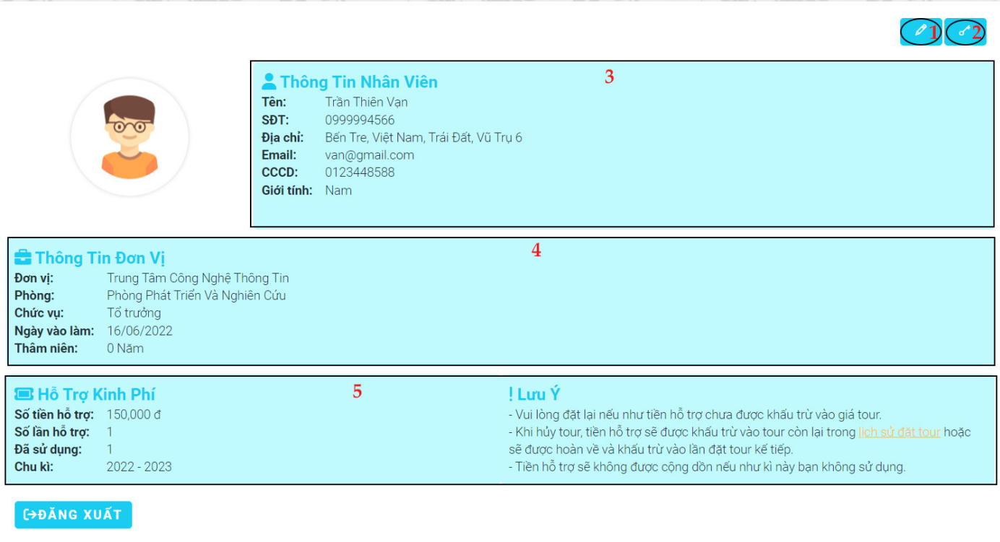 1 2
3
Thông Tin Nhân Viên
Tên: Trần Thiên Vạn
SĐT: 0999994566
Địa chỉ: Bến Tre, Việt Nam, Trái Đất, Vũ Trụ 6
Email: van@gmail.com
CCCD: 0123448588
Giới tính: Nam
4
Thông Tin Đơn Vị
Đơn vị: Trung Tâm Công Nghệ Thông Tin
Phòng: Phòng Phát Triển Và Nghiên Cứu
Chức vụ: Tổ trưởng
Ngày vào làm: 16/06/2022
Thâm niên: 0 Năm
5
Hỗ Trợ Kinh Phí
Số tiền hỗ trợ: 150,000 đ
Số lần hỗ trợ: 1
Đã sử dụng: 1
Chu kì: 2022 - 2023
! Lưu Ý
- Vui lòng đặt lại nếu như tiền hỗ trợ chưa được khấu trừ vào giá tour.
- Khi hủy tour, tiền hỗ trợ sẽ được khấu trừ vào tour còn lại trong lịch sử đặt tour hoặc
sẽ được hoàn về và khấu trừ vào lần đặt tour kế tiếp.
- Tiền hỗ trợ sẽ không được cộng dồn nếu như kì này bạn không sử dụng.
ĐĂNG XUẤT